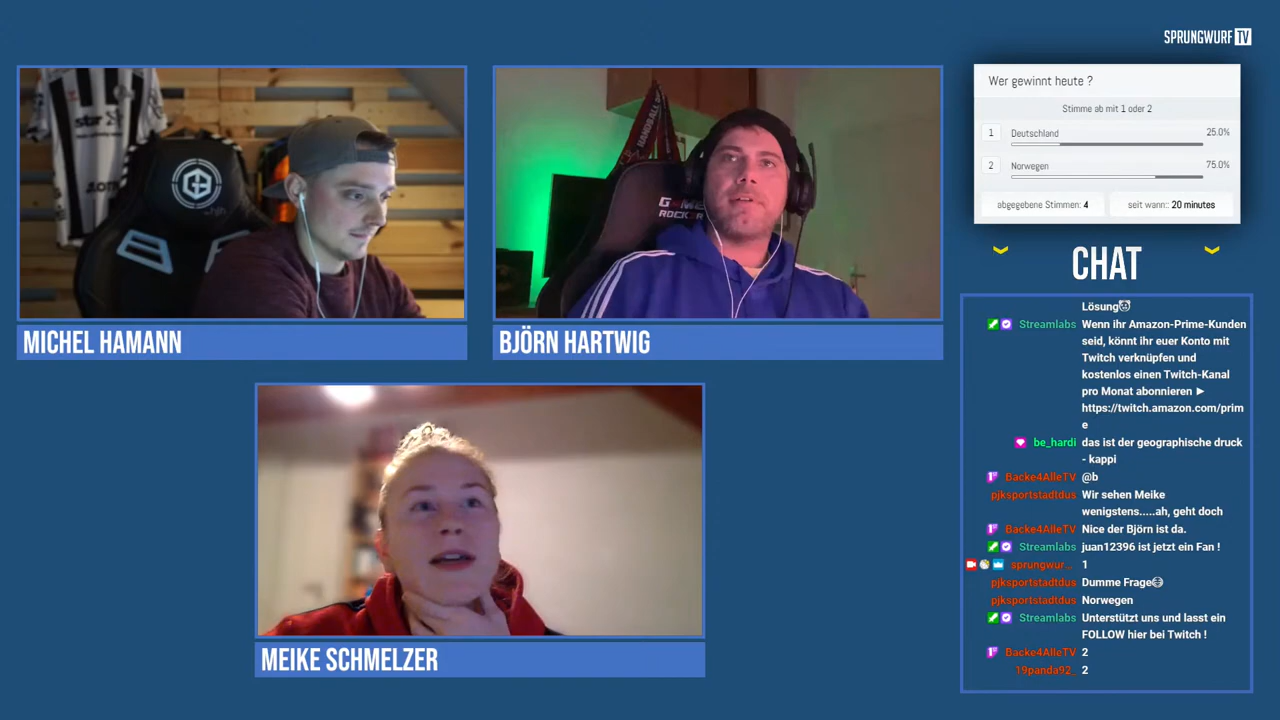 SPRUNGWURF TV
Wer gewinnt heute ?
Stimme ab mit 1 oder 2
1 Deutschland 25.0%
2 Norwegen 75.0%
abgegebene Stimmen: 4 seit wann:: 20 minutes
HANDBALL
GAME
ROCK
MICHEL HAMANN
BJÖRN HARTWIG
MEIKE SCHMELZER
CHAT
Lösung
Streamlabs Wenn ihr Amazon-Prime-Kunden
seid, könnt ihr euer Konto mit
Twitch verknüpfen und
kostenlos einen Twitch-Kanal
pro Monat abonnieren ►
https://twitch.amazon.com/prim
e
be_hardi das ist der geographische druck
- kappi
Backe4AlleTV @b
pjksportstadtdus Wir sehen Meike
wenigstens.....ah, geht doch
Backe4AlleTV Nice der Björn ist da.
Streamlabs juan12396 ist jetzt ein Fan !
sprungwur... 1
pjksportstadtdus Dumme Frage
pjksportstadtdus Norwegen
Streamlabs Unterstützt uns und lasst ein
FOLLOW hier bei Twitch !
Backe4AlleTV 2
19panda92_ 2